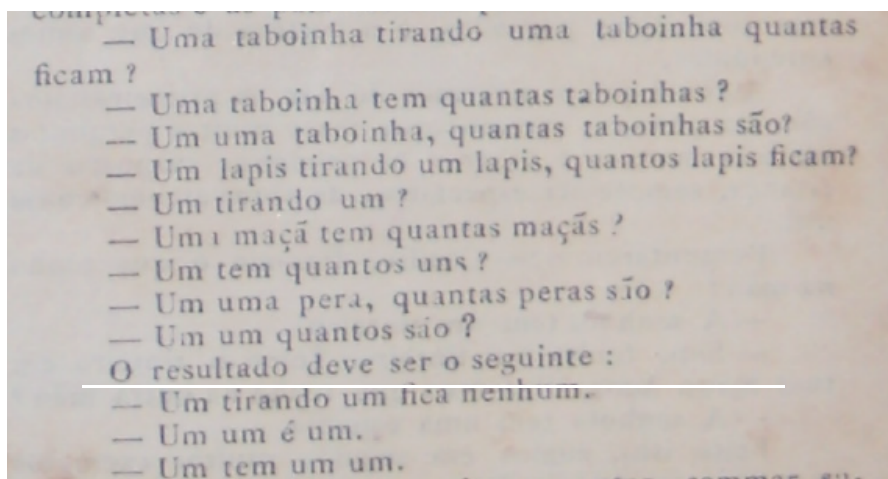 — Uma taboinha tirando uma taboinha quantas
ficam ?
— Uma taboinha tem quantas taboinhas ?
— Um uma taboinha, quantas taboinhas são?
— Um lapis tirando um lapis, quantos lapis ficam?
— Um tirando um ?
— Uma maçã tem quantas maçãs ?
— Um tem quantos uns ?
— Um uma pera, quantas peras são ?
— Um um quantos são ?
O resultado deve ser o seguinte :
— Um tirando um fica nenhum.
— Um um é um.
— Um tem um um.